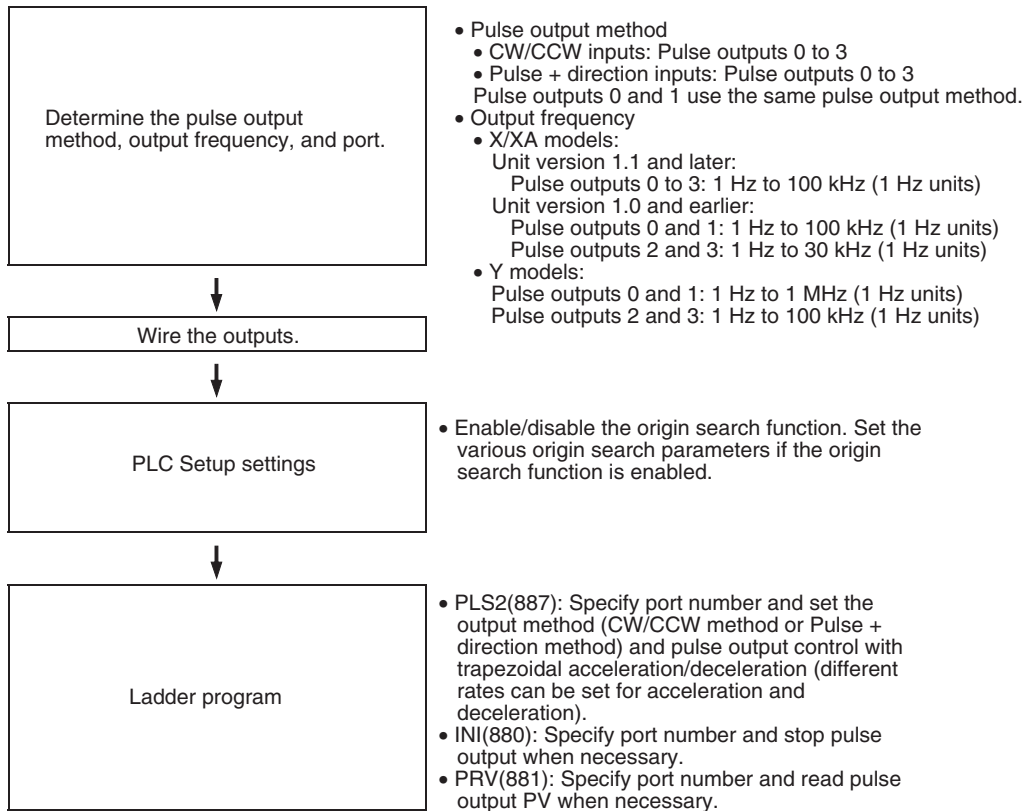 Determine the pulse output
method, output frequency, and port.
• Pulse output method
• CW/CCW inputs: Pulse outputs 0 to 3
• Pulse + direction inputs: Pulse outputs 0 to 3
Pulse outputs 0 and 1 use the same pulse output method.
• Output frequency
• X/XA models:
Unit version 1.1 and later:
Pulse outputs 0 to 3: 1 Hz to 100 kHz (1 Hz units)
Unit version 1.0 and earlier:
Pulse outputs 0 and 1: 1 Hz to 100 kHz (1 Hz units)
Pulse outputs 2 and 3: 1 Hz to 30 kHz (1 Hz units)
• Y models:
Pulse outputs 0 and 1: 1 Hz to 1 MHz (1 Hz units)
Pulse outputs 2 and 3: 1 Hz to 100 kHz (1 Hz units)
Wire the outputs.
PLC Setup settings
• Enable/disable the origin search function. Set the
various origin search parameters if the origin
search function is enabled.
Ladder program
• PLS2(887): Specify port number and set the
output method (CW/CCW method or Pulse +
direction method) and pulse output control with
trapezoidal acceleration/deceleration (different
rates can be set for acceleration and
deceleration).
• INI(880): Specify port number and stop pulse
output when necessary.
• PRV(881): Specify port number and read pulse
output PV when necessary.